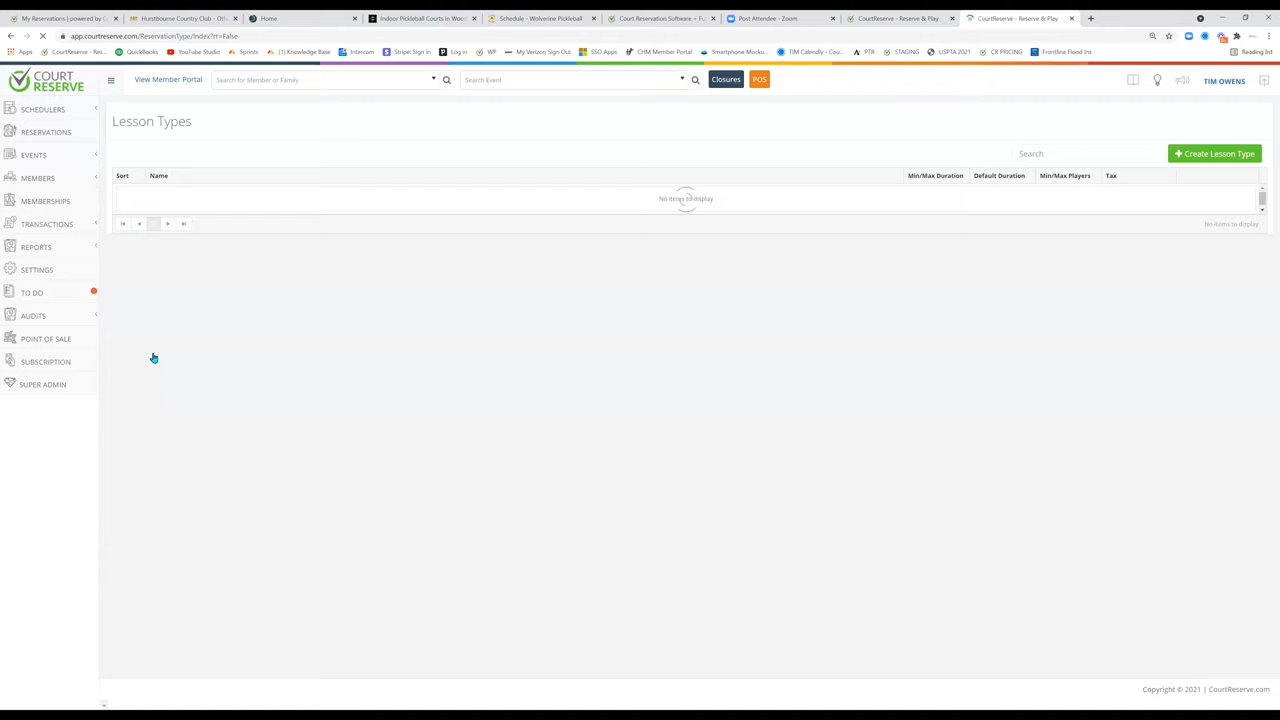 My Reservations | powered by C
Hurstbourne Country Club - Oth
Home
Indoor Pickleball Courts in Woo
Schedule - Wolverine Pickleball
Court Reservation Software + Fu
Post Attendee - Zoom
CourtReserve - Reserve & Play
CourtReserve - Reserve & Play
app.courtreserve.com/ReservationType/Index?rt=False
Apps
CourtReserve - Res...
QuickBooks
YouTube Studio
Sprints
(1) Knowledge Base
Intercom
Stripe: Sign in
Log in
WP
My Verizon Sign Out
SSO Apps
CHM Member Portal
Smartphone Mocku...
TIM Calendly - Cou...
PTR
STAGING
USPTA 2021
CR PRICING
Frontline Flood Ins
Reading list
COURT
RESERVE
View Member Portal
Search for Member or Family
Search Event
Closures
POS
TIM OWENS
SCHEDULERS
RESERVATIONS
EVENTS
MEMBERS
MEMBERSHIPS
TRANSACTIONS
REPORTS
SETTINGS
TO DO
AUDITS
POINT OF SALE
SUBSCRIPTION
SUPER ADMIN
Lesson Types
Search
+ Create Lesson Type
Sort
Name
Min/Max Duration
Default Duration
Min/Max Players
Tax
No items to display.
No items to display
Copyright © 2021 | CourtReserve.com